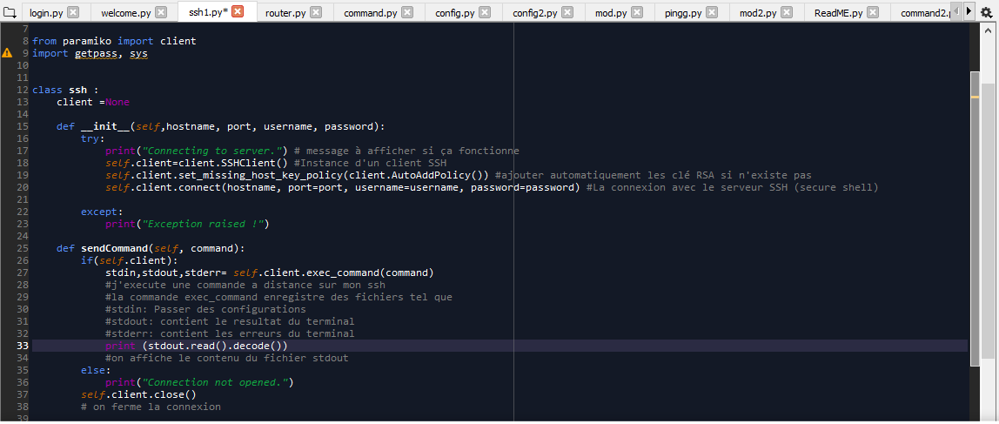 login.py welcome.py ssh1.py* router.py command.py config.py config2.py mod.py pingg.py mod2.py ReadME.py command2.
7
8 from paramiko import client
9 import getpass, sys
10
11
12 class ssh :
13 client =None
14
15 def __init__(self,hostname, port, username, password):
16 try:
17 print("Connecting to server.") # message à afficher si ça fonctionne
18 self.client=client.SSHClient() #Instance d'un client SSH
19 self.client.set_missing_host_key_policy(client.AutoAddPolicy()) #ajouter automatiquement les clé RSA si n'existe pas
20 self.client.connect(hostname, port=port, username=username, password=password) #La connexion avec le serveur SSH (secure shell)
21
22 except:
23 print("Exception raised !")
24
25 def sendCommand(self, command):
26 if(self.client):
27 stdin,stdout,stderr= self.client.exec_command(command)
28 #j'execute une commande a distance sur mon ssh
29 #la commande exec_command enregistre des fichiers tel que
30 #stdin: Passer des configurations
31 #stdout: contient le resultat du terminal
32 #stderr: contient les erreurs du terminal
33 print (stdout.read().decode())
34 #on affiche le contenu du fichier stdout
35 else:
36 print("Connection not opened.")
37 self.client.close()
38 # on ferme la connexion
39